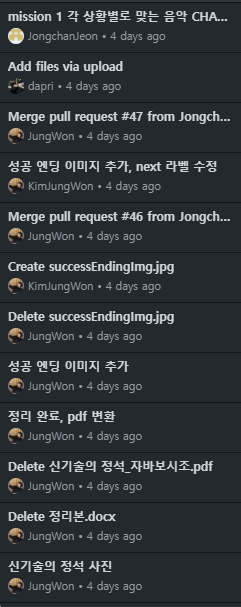 mission 1 각 상황별로 맞는 음악 CHA...
JongchanJeon • 4 days ago
Add files via upload
dapri • 4 days ago
Merge pull request #47 from Jongch...
JungWon • 4 days ago
성공 엔딩 이미지 추가, next 라벨 수정
KimJungWon • 4 days ago
Merge pull request #46 from Jongch...
JungWon • 4 days ago
Create successEndingImg.jpg
KimJungWon • 4 days ago
Delete successEndingImg.jpg
JungWon • 4 days ago
성공 엔딩 이미지 추가
JungWon • 4 days ago
정리 완료, pdf 변환
JungWon • 4 days ago
Delete 신기술의 정석_자바보시조.pdf
JungWon • 4 days ago
Delete 정리본.docx
JungWon • 4 days ago
신기술의 정석 사진
JungWon • 4 days ago